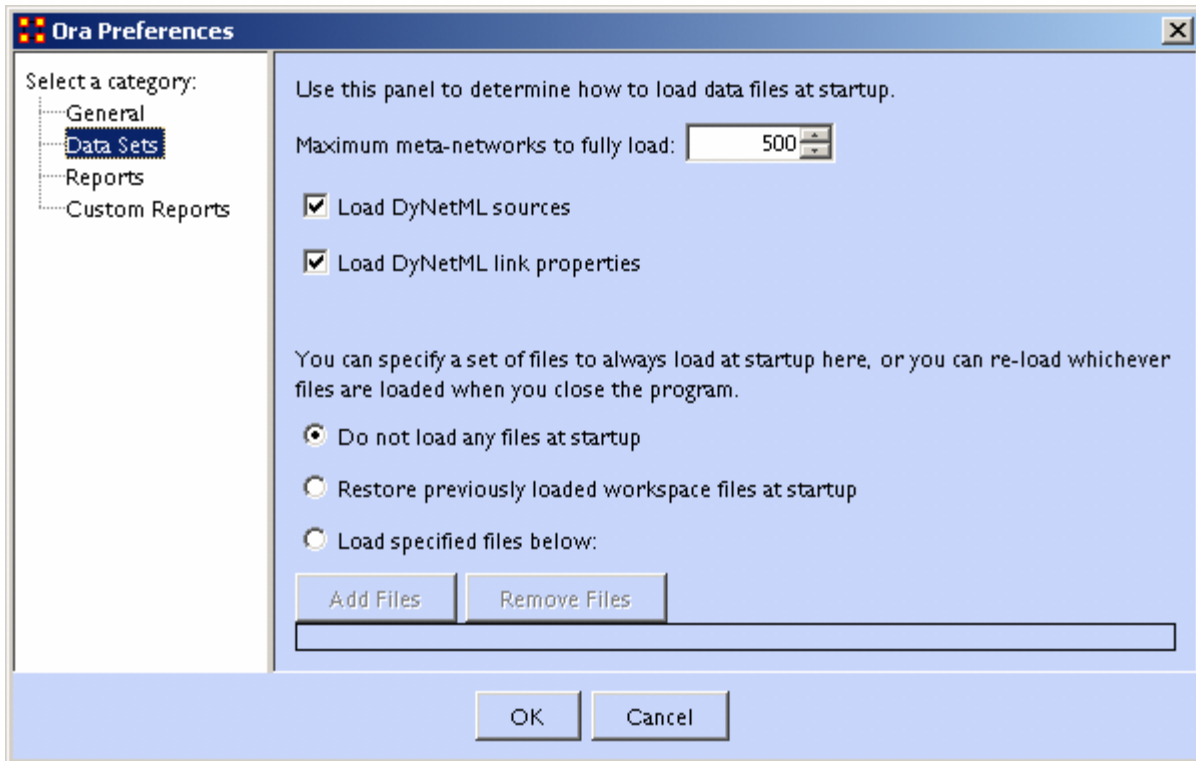 Ora Preferences
Select a category:
General
Data Sets
Reports
Custom Reports
Use this panel to determine how to load data files at startup.
Maximum meta-networks to fully load: 500
Load DyNetML sources
Load DyNetML link properties
You can specify a set of files to always load at startup here, or you can re-load whichever
files are loaded when you close the program.
Do not load any files at startup
Restore previously loaded workspace files at startup
Load specified files below:
Add Files Remove Files
OK Cancel